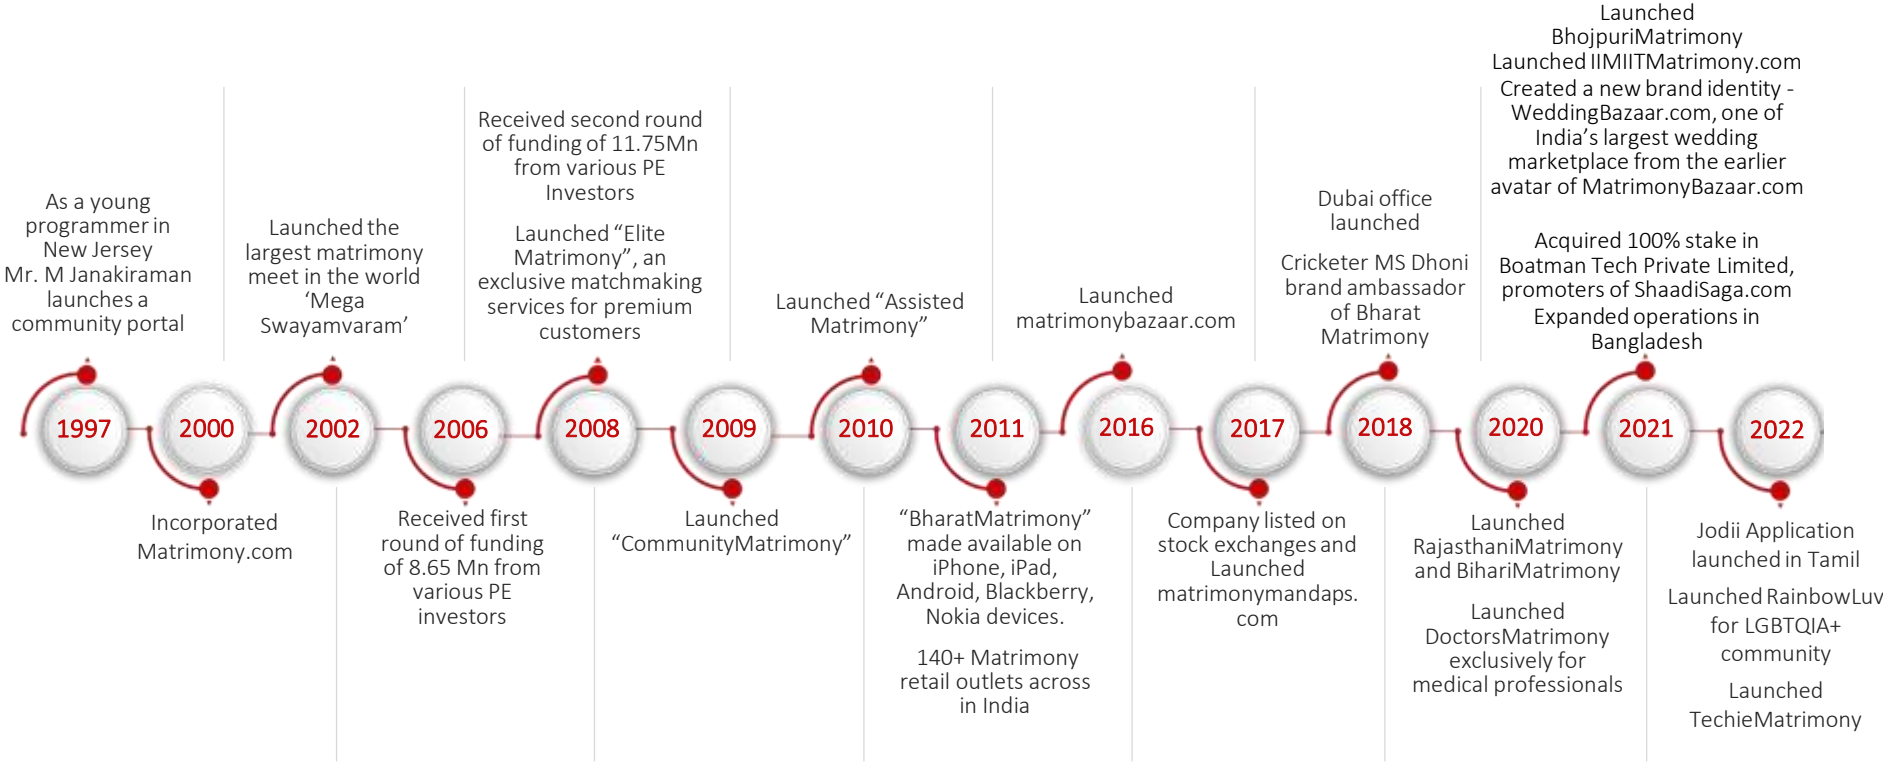 As a young
programmer in
New Jersey
Mr. M Janakiraman
launches a
community portal
1997
2000
Incorporated
Matrimony.com
Launched the
largest matrimony
meet in the world
‘Mega
Swayamvaram’
2002
2006
Received first
round of funding
of 8.65 Mn from
various PE
investors
Received second round
of funding of 11.75Mn
from various PE
Investors
Launched “Elite
Matrimony”, an
exclusive matchmaking
services for premium
customers
2008
2009
Launched
“CommunityMatrimony”
Launched “Assisted
Matrimony”
2010
2011
“BharatMatrimony”
made available on
iPhone, iPad,
Android, Blackberry,
Nokia devices.
140+ Matrimony
retail outlets across
in India
Launched
matrimonybazaar.com
2016
2017
Company listed on
stock exchanges and
Launched
matrimonymandaps.
com
Dubai office
launched
Cricketer MS Dhoni
brand ambassador
of Bharat
Matrimony
2018
2020
Launched
RajasthaniMatrimony
and BihariMatrimony
Launched
DoctorsMatrimony
exclusively for
medical professionals
Launched
BhojpuriMatrimony
Launched IIMIITMatrimony.com
Created a new brand identity -
WeddingBazaar.com, one of
India’s largest wedding
marketplace from the earlier
avatar of MatrimonyBazaar.com
Acquired 100% stake in
Boatman Tech Private Limited,
promoters of ShaadiSaga.com
Expanded operations in
Bangladesh
2021
2022
Jodii Application
launched in Tamil
Launched RainbowLuv
for LGBTQIA+
community
Launched
TechieMatrimony